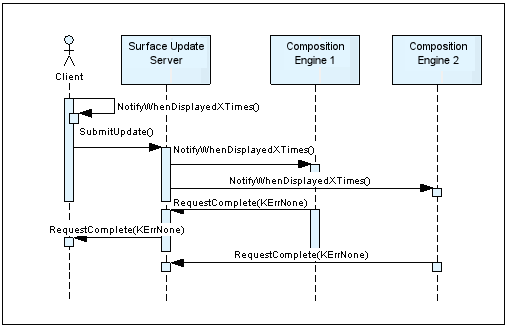 Surface Update
Server
Composition
Engine 1
Composition
Engine 2
Client
NotifyWhenDisplayedXTimes()
SubmitUpdate()
NotifyWhenDisplayedXTimes()
NotifyWhenDisplayedXTimes()
RequestComplete(KErrNone)
RequestComplete(KErrNone)
RequestComplete(KErrNone)